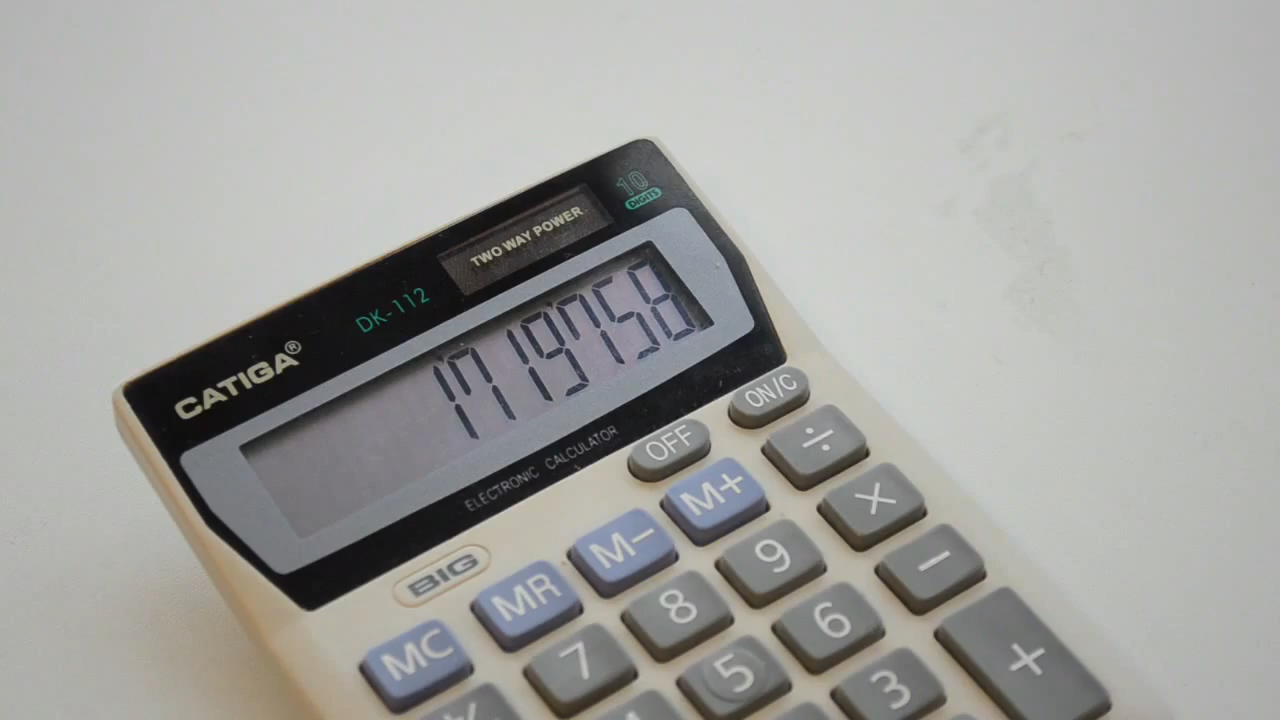 10
DIGITS
TWO WAY POWER
DK-112
CATIGA®
1719758
ELECTRONIC CALCULATOR
BIG
OFF ON/C
MC MR M− M+ ÷
7 8 9 ×
5 6 −
3 +